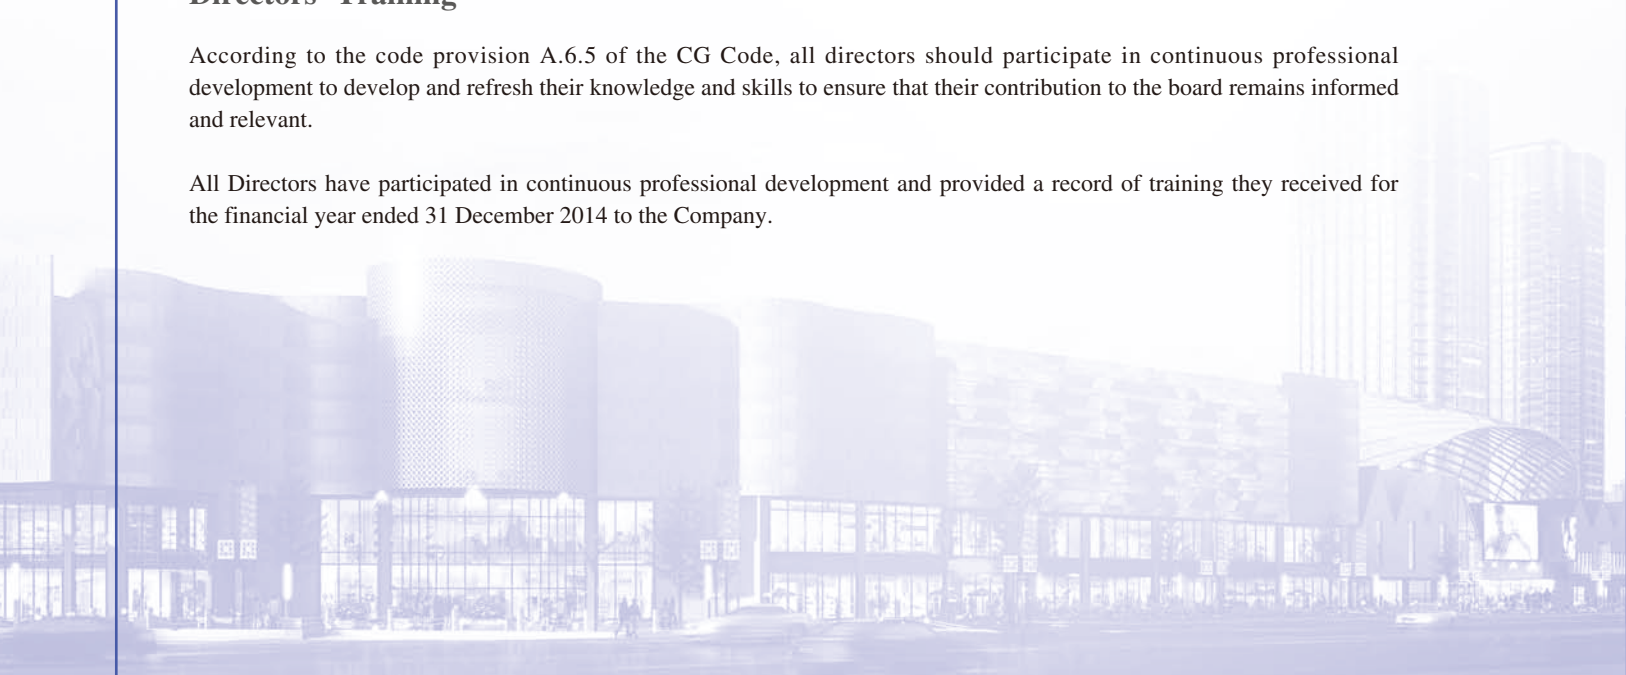 Directors' Training
According to the code provision A.6.5 of the CG Code, all directors should participate in continuous professional
development to develop and refresh their knowledge and skills to ensure that their contribution to the board remains informed
and relevant.
All Directors have participated in continuous professional development and provided a record of training they received for
the financial year ended 31 December 2014 to the Company.